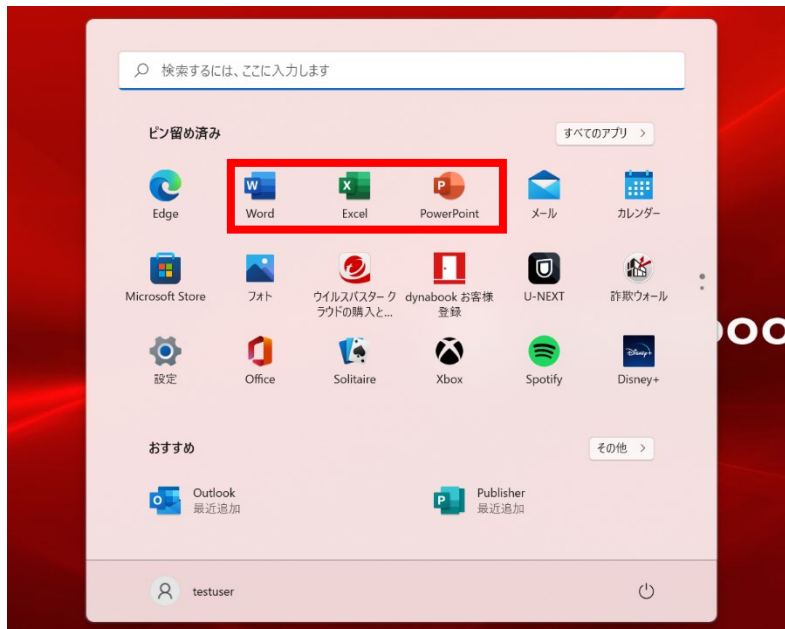 検索するには、ここに入力します
ピン留め済み
すべてのアプリ >
Edge
Word
Excel
PowerPoint
メール
カレンダー
Microsoft Store
フォト
ウイルスバスター ク
ラウドの購入と...
dynabook お客様
登録
U-NEXT
詐欺ウォール
設定
Office
Solitaire
Xbox
Spotify
Disney+
おすすめ
その他 >
Outlook
最近追加
Publisher
最近追加
testuser